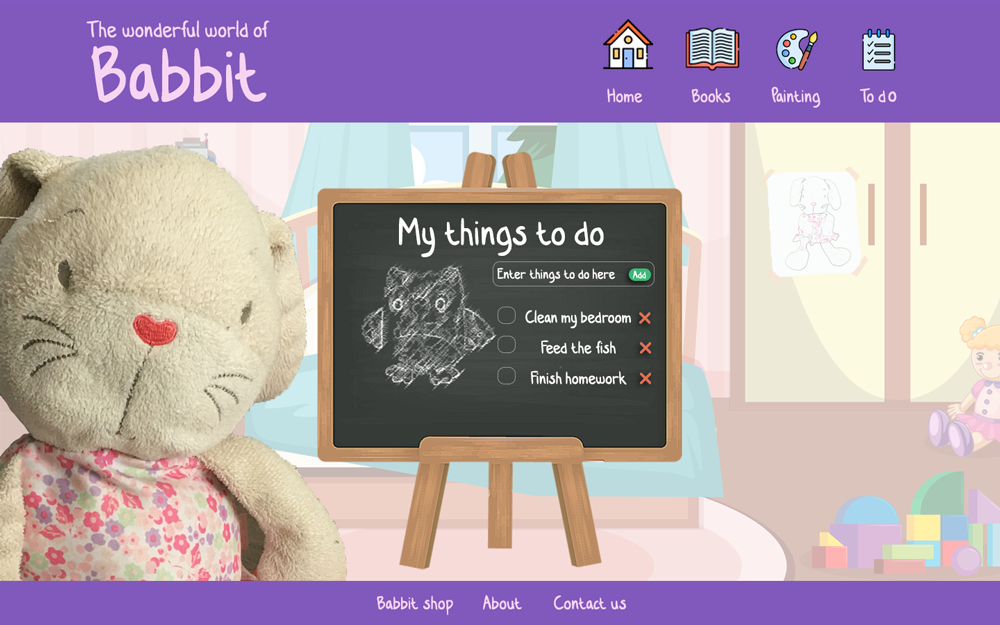 The wonderful world of
Babbit
Home
Books
Painting
To do
My things to do
Enter things to do here
Add
Clean my bedroom
Feed the fish
Finish homework
Babbit shop
About
Contact us